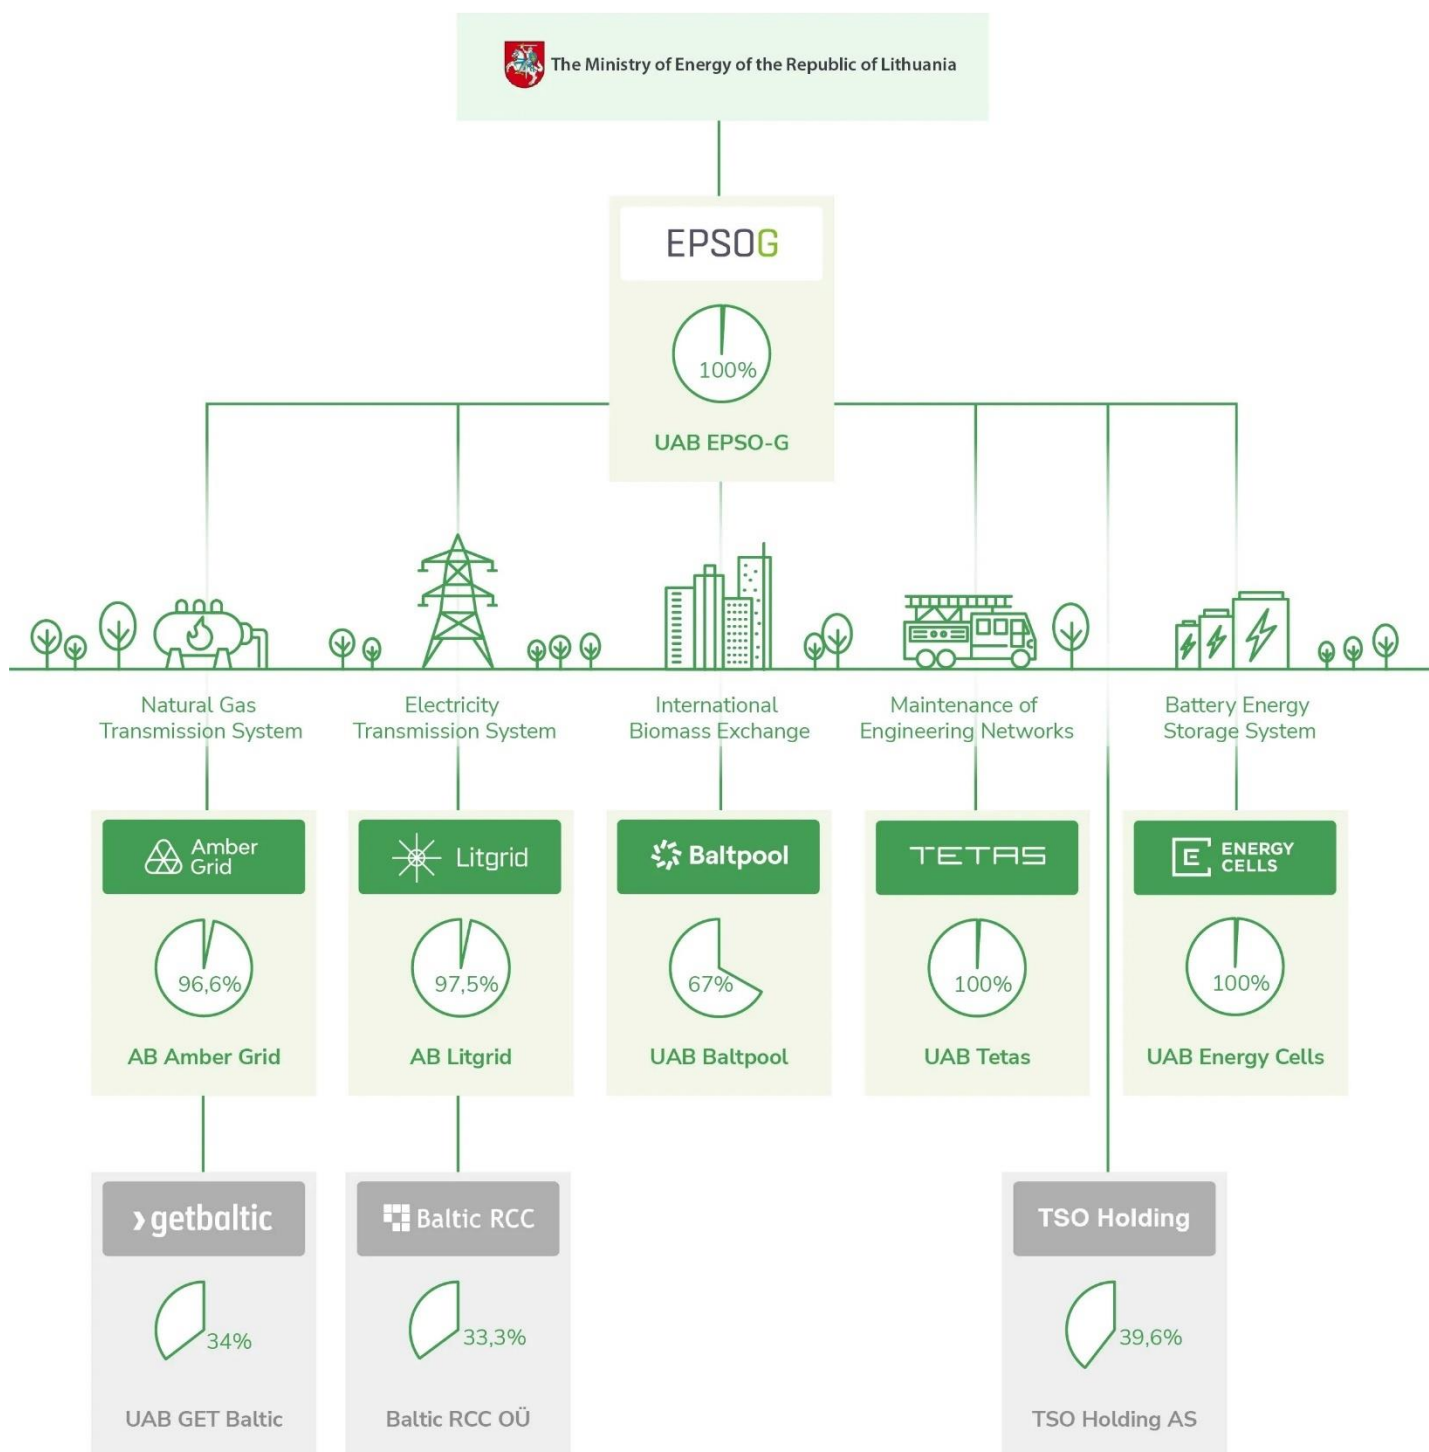 The Ministry of Energy of the Republic of Lithuania
EPSOG
100%
UAB EPSO-G
Natural Gas
Transmission System
Electricity
Transmission System
International
Biomass Exchange
Maintenance of
Engineering Networks
Battery Energy
Storage System
Amber
Grid
96,6%
AB Amber Grid
Litgrid
97,5%
AB Litgrid
Baltpool
67%
UAB Baltpool
TETAS
100%
UAB Tetas
E ENERGY
CELLS
100%
UAB Energy Cells
getbaltic
34%
UAB GET Baltic
Baltic RCC
33,3%
Baltic RCC OÜ
TSO Holding
39,6%
TSO Holding AS